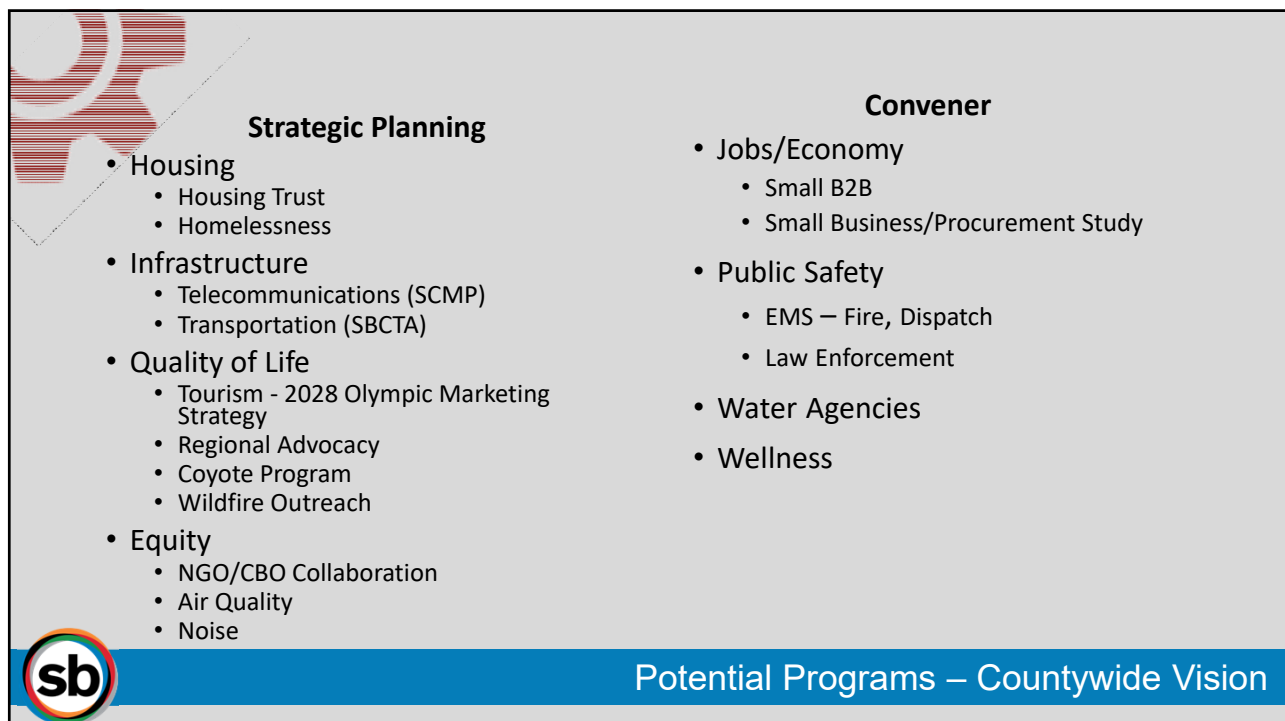 Strategic Planning
• Housing
• Housing Trust
• Homelessness
• Infrastructure
• Telecommunications (SCMP)
• Transportation (SBCTA)
• Quality of Life
• Tourism - 2028 Olympic Marketing
Strategy
• Regional Advocacy
• Coyote Program
• Wildfire Outreach
• Equity
• NGO/CBO Collaboration
• Air Quality
• Noise
Convener
• Jobs/Economy
• Small B2B
• Small Business/Procurement Study
• Public Safety
• EMS – Fire, Dispatch
• Law Enforcement
• Water Agencies
• Wellness
sb
Potential Programs – Countywide Vision